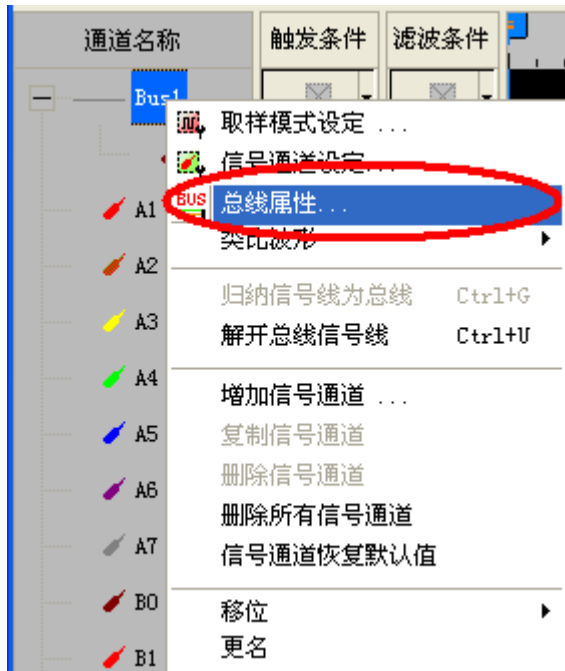 通道名称 触发条件 滤波条件
Bus1
取样模式设定 ...
信号通道设定...
BUS 总线属性...
A1
类比波形
A2
归纳信号线为总线 Ctrl+G
A3
解开总线信号线 Ctrl+U
A4
增加信号通道 ...
A5
复制信号通道
删除信号通道
A6
删除所有信号通道
A7
信号通道恢复默认值
B0
移位
更名
B1